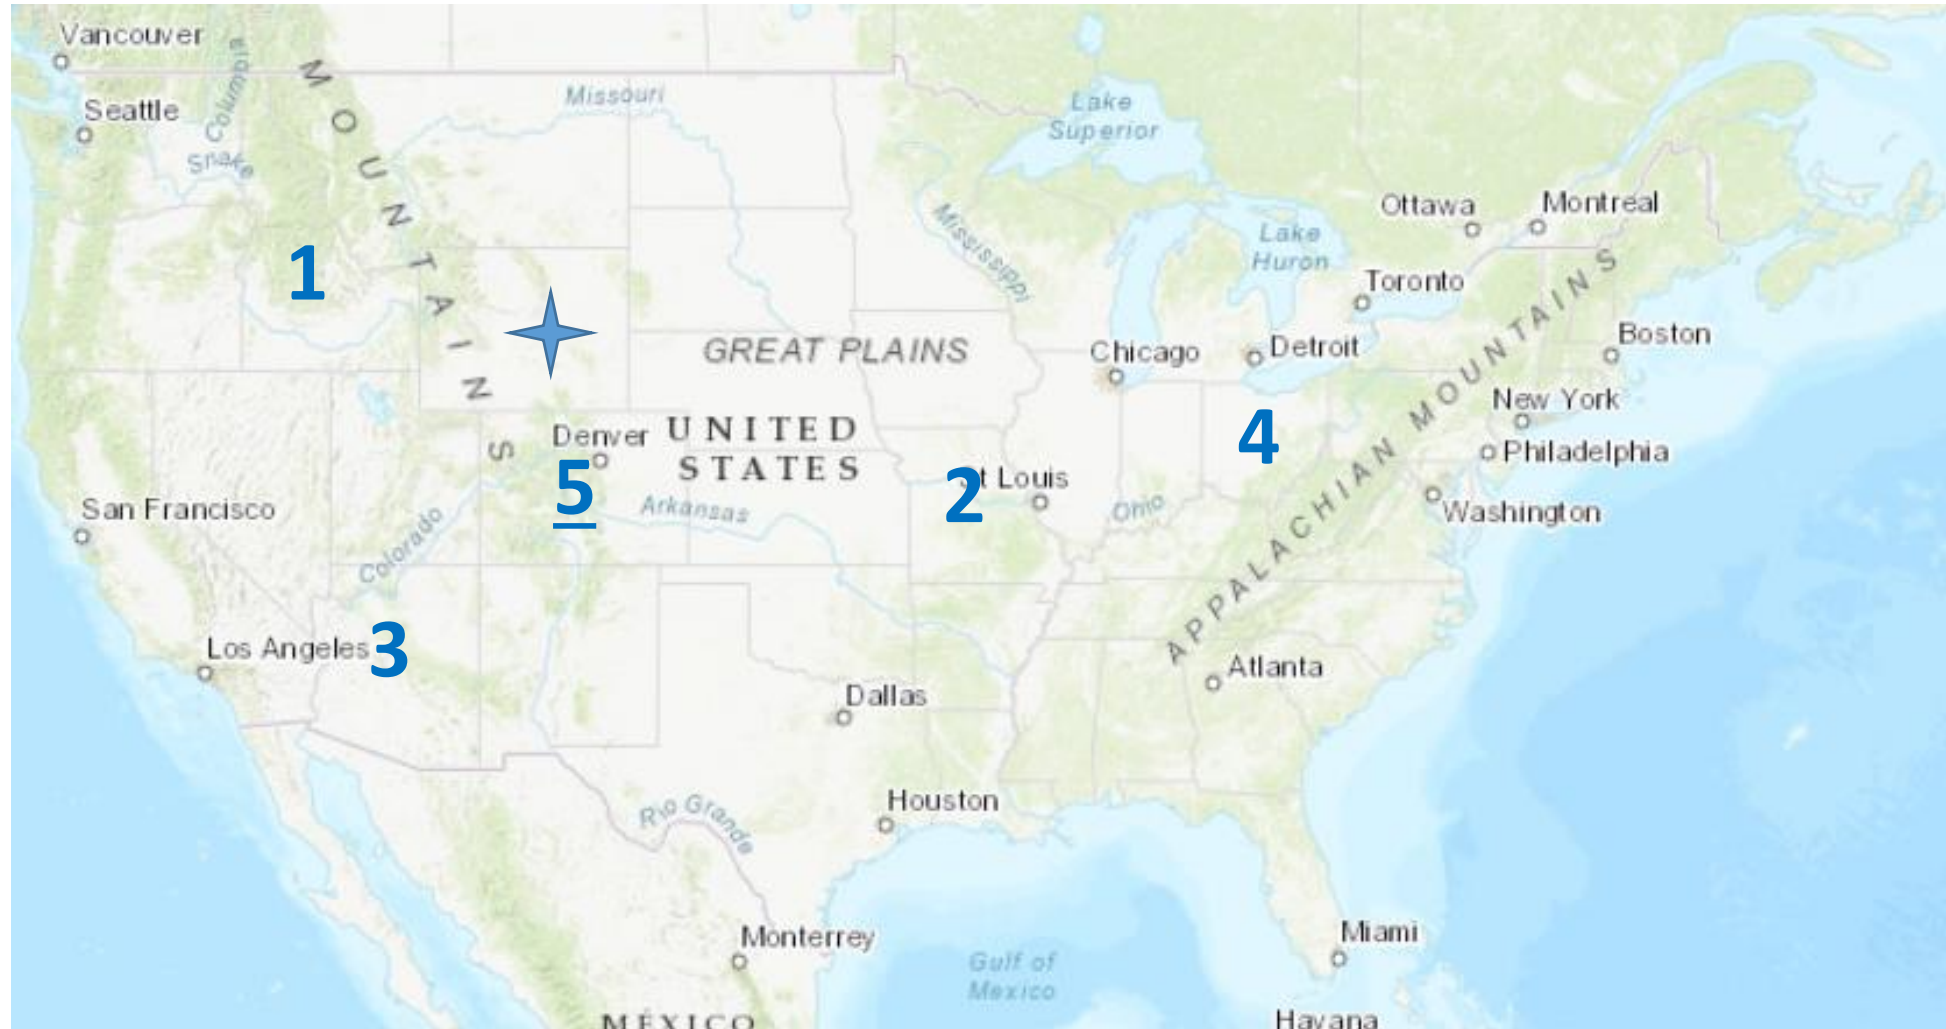 Vancouver
MOUNTAINS
Columbia
Missouri
Lake
Superior
Seattle
Snake
Ottawa
Montreal
Mississippi
Lake
Huron
1
Toronto
Boston
GREAT PLAINS
Chicago
Detroit
APPALACHIAN MOUNTAINS
New York
Denver
UNITED
STATES
4
Philadelphia
5
2
St Louis
San Francisco
Arkansas
Ohio
Washington
Colorado
Los Angeles
3
Atlanta
Dallas
Houston
Rio Grande
Monterrey
Miami
Gulf of
Mexico
MÉXICO
Havana